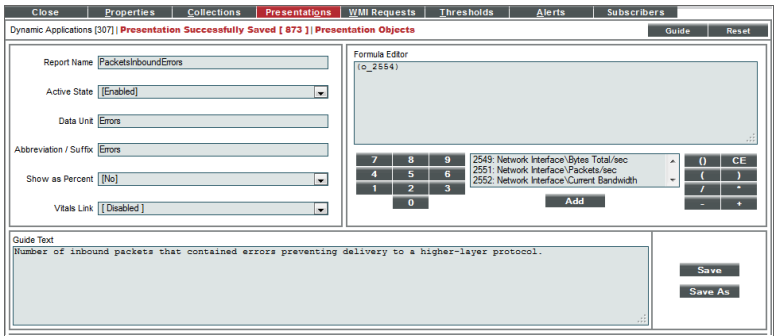 Close Properties Collections Presentations WMI Requests Thresholds Alerts Subscribers
Dynamic Applications [307] | Presentation Successfully Saved [ 873 ] | Presentation Objects Guide Reset
Report Name PacketsInboundErrors
Active State [Enabled]
Data Unit Errors
Abbreviation / Suffix Errors
Show as Percent [No]
Vitals Link [ Disabled ]
Formula Editor
(o_2554)
7 8 9
4 5 6
1 2 3
0
2549: Network Interface\Bytes Total/sec
2551: Network Interface\Packets/sec
2552: Network Interface\Current Bandwidth
Add
() CE
( )
/ *
- +
Guide Text
Number of inbound packets that contained errors preventing delivery to a higher-layer protocol.
Save
Save As